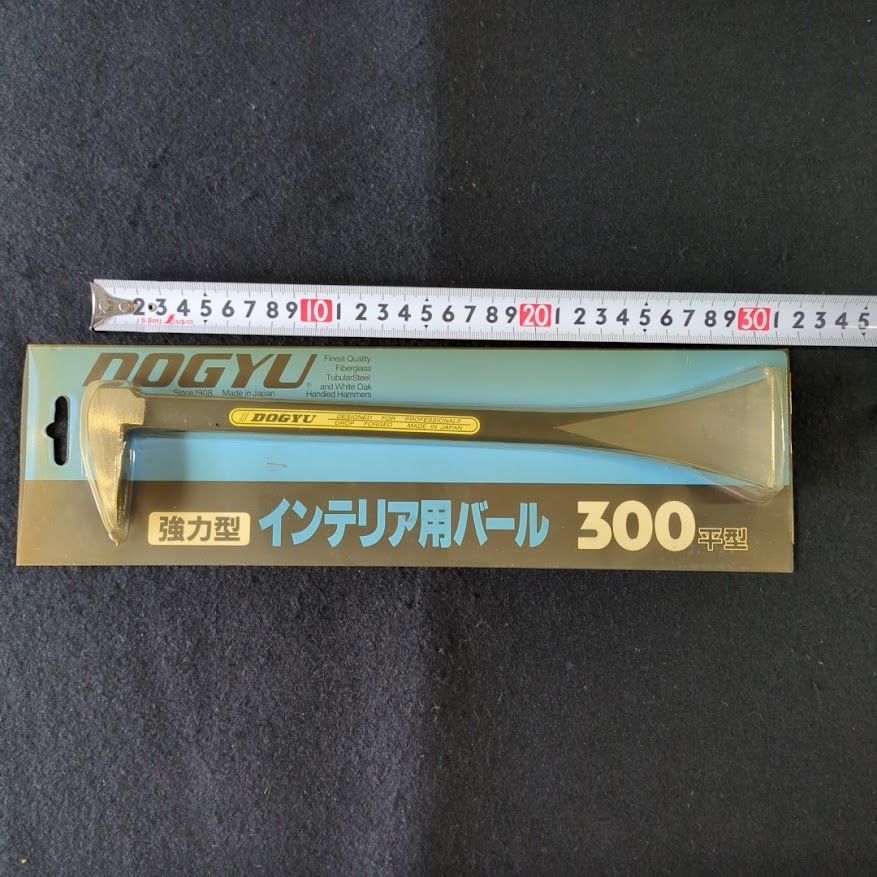 2 3 4 5 6 7 8 9 10 1 2 3 4 5 6 7 8 9 20 1 2 3 4 5 6 7 8 9 30 1 2 3 4 5
5.5m
DOGYU®
Since1908 Made in Japan
Finest Quality
Fiberglass
TubularSteel
and White Oak
Handled Hammers
DOGYU
DESIGNED FOR PROFESSIONALS
DROP FORGED MADE IN JAPAN
強力型 インテリア用バール 300 平型